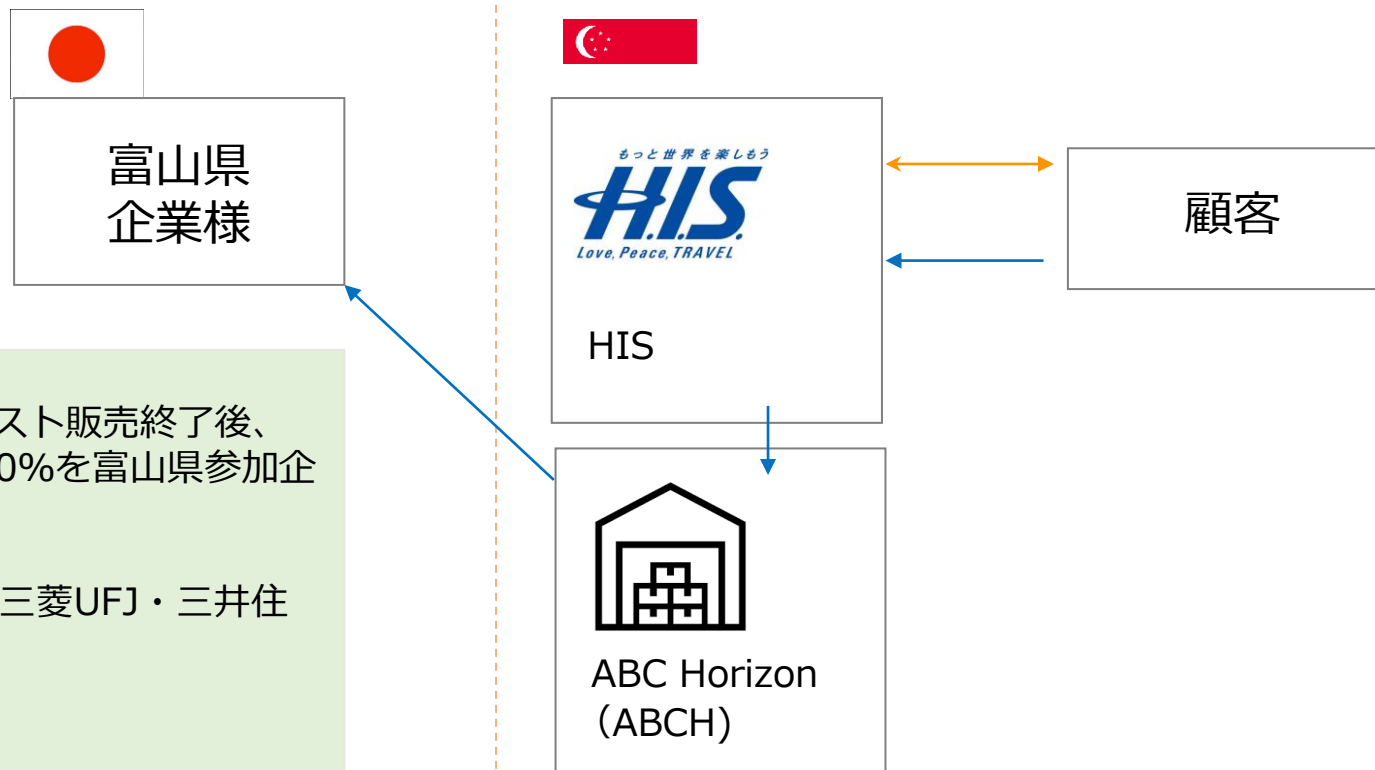 富山県
企業様
もっと世界を楽しもう
H.I.S.
Love, Peace, TRAVEL
HIS
顧客
スト販売終了後、
0%を富山県参加企
三菱UFJ・三井住
ABC Horizon
（ABCH)